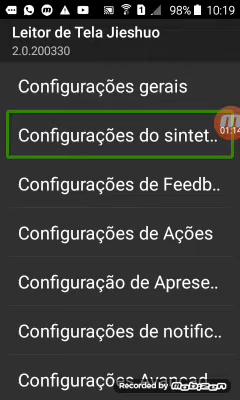 98% 10:19
Leitor de Tela Jieshuo
2.0.200330
Configurações gerais
Configurações do sintet..
01:14
Configurações de Feedb..
Configurações de Ações
Configuração de Aprese..
Configurações de notific..
Configurações Avançad
Recorded by Mobizen